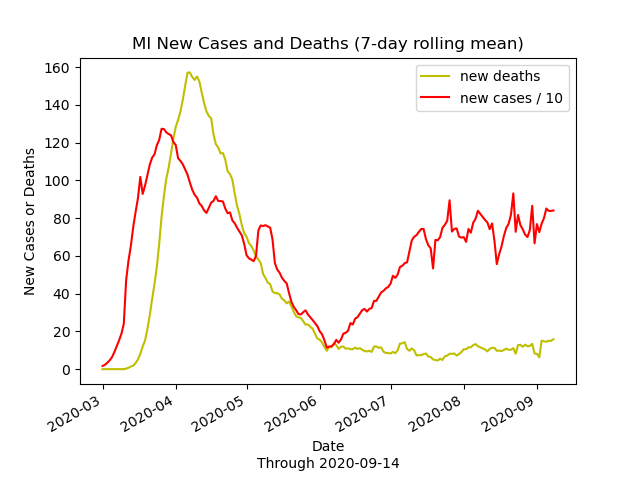 MI New Cases and Deaths (7-day rolling mean)
new deaths
new cases / 10
160
140
120
100
80
60
40
20
0
New Cases or Deaths
2020-03
2020-04
2020-05
2020-06
2020-07
2020-08
2020-09
Date
Through 2020-09-14